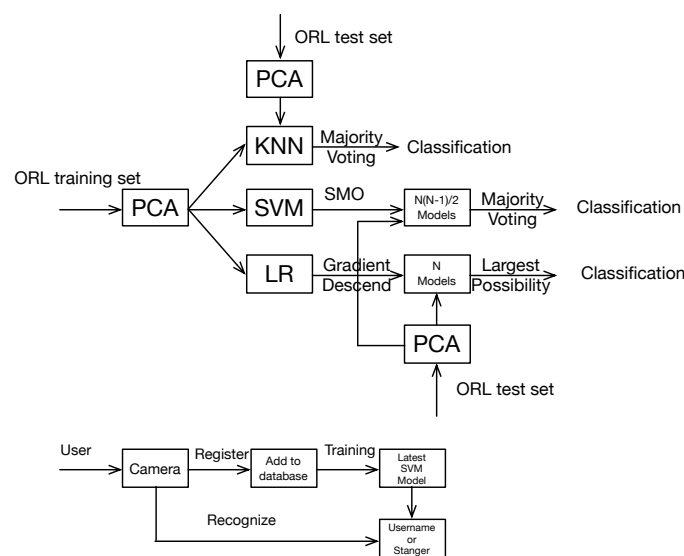 ORL test set
PCA
KNN
Majority
Voting
Classification
ORL training set
PCA
SVM
SMO
N(N-1)/2
Models
Majority
Voting
Classification
LR
Gradient
Descend
N
Models
Largest
Possibility
Classification
PCA
ORL test set
User
Camera
Register
Add to
database
Training
Latest
SVM
Model
Recognize
Username
or
Stanger